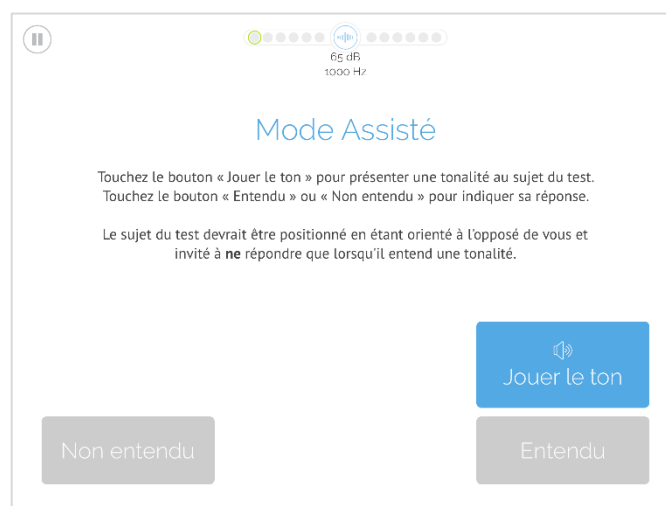 65 dB
1000 Hz
Mode Assisté
Touchez le bouton « Jouer le ton » pour présenter une tonalité au sujet du test.
Touchez le bouton « Entendu » ou « Non entendu » pour indiquer sa réponse.
Le sujet du test devrait être positionné en étant orienté à l'opposé de vous et
invité à ne répondre que lorsqu'il entend une tonalité.
Jouer le ton
Non entendu
Entendu